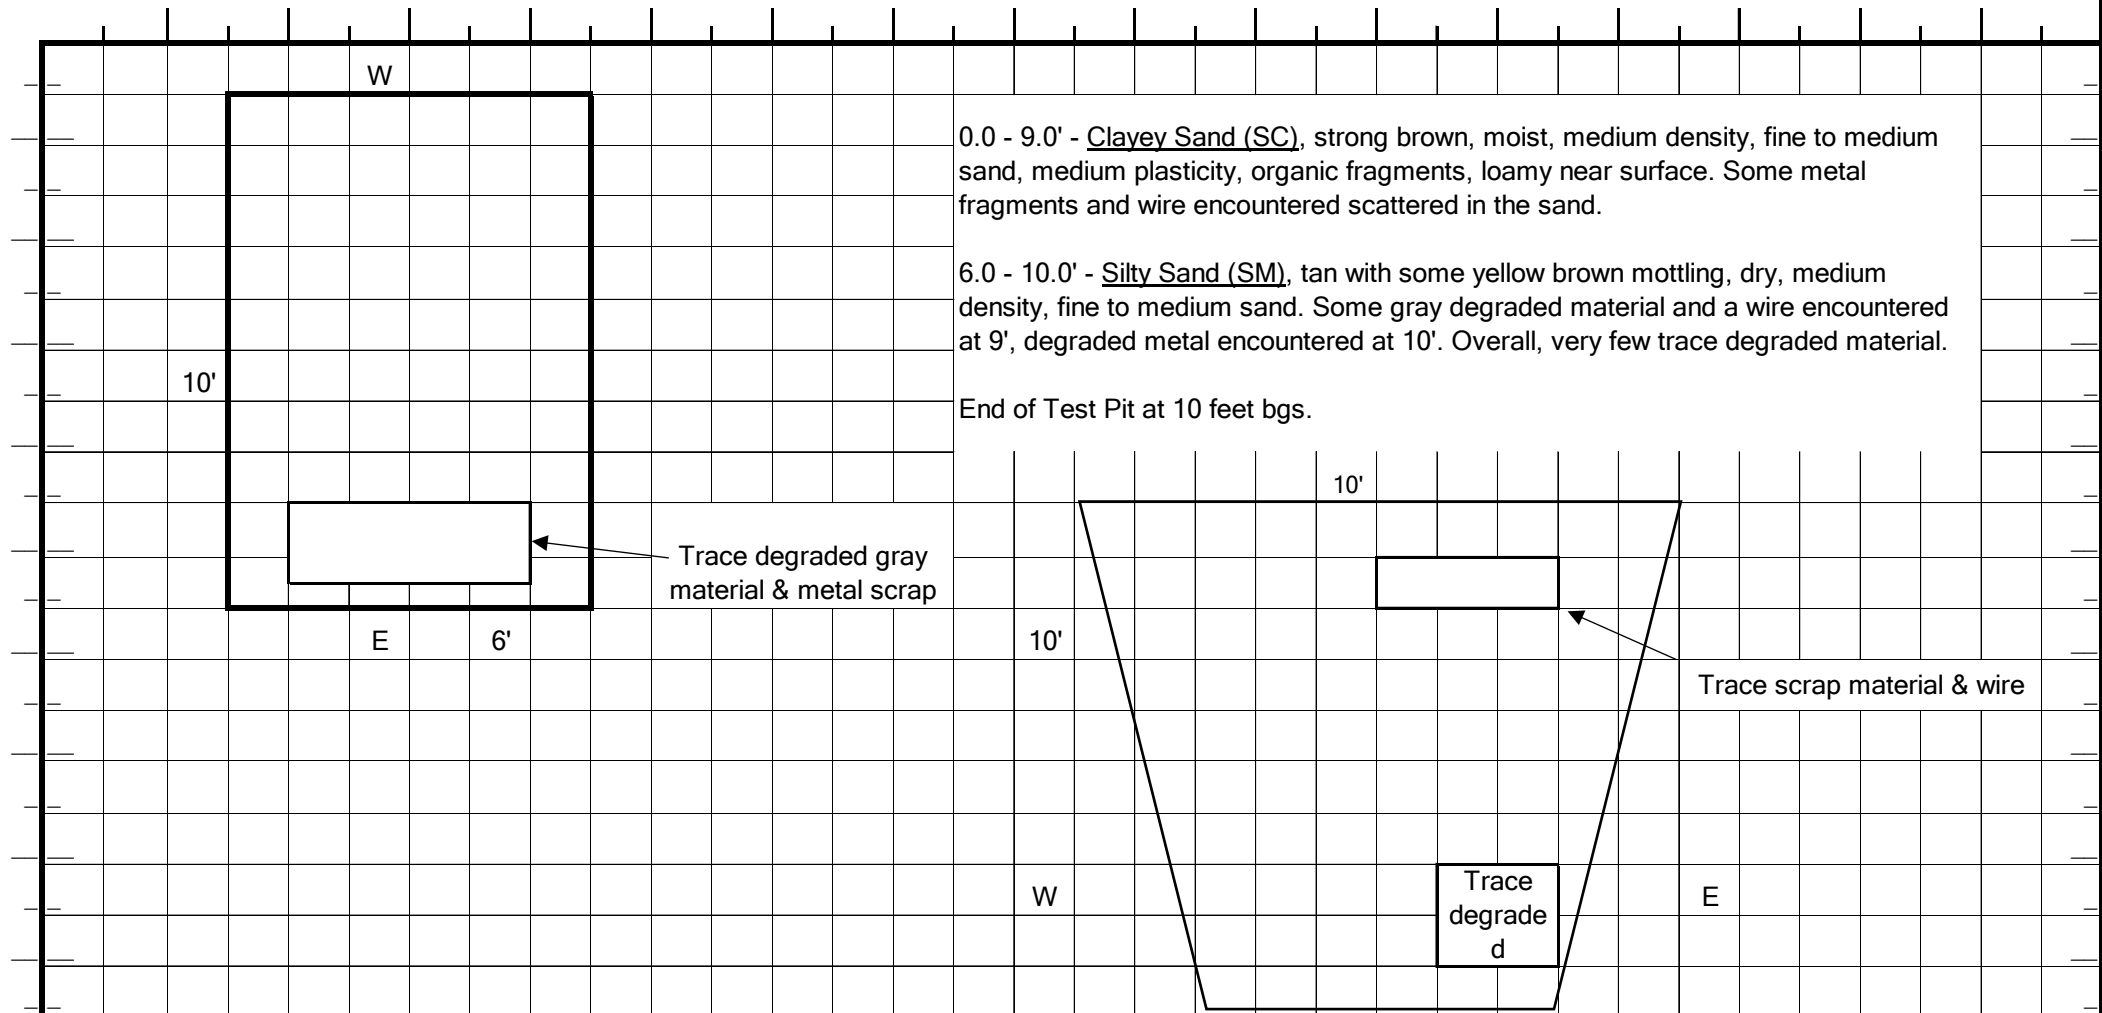 W
0.0 - 9.0' - Clayey Sand (SC), strong brown, moist, medium density, fine to medium
sand, medium plasticity, organic fragments, loamy near surface. Some metal
fragments and wire encountered scattered in the sand.
6.0 - 10.0' - Silty Sand (SM), tan with some yellow brown mottling, dry, medium
density, fine to medium sand. Some gray degraded material and a wire encountered
at 9', degraded metal encountered at 10'. Overall, very few trace degraded material.
10'
End of Test Pit at 10 feet bgs.
10'
Trace degraded gray
material & metal scrap
E 6'
10'
Trace scrap material & wire
W
Trace
degrade
d
E